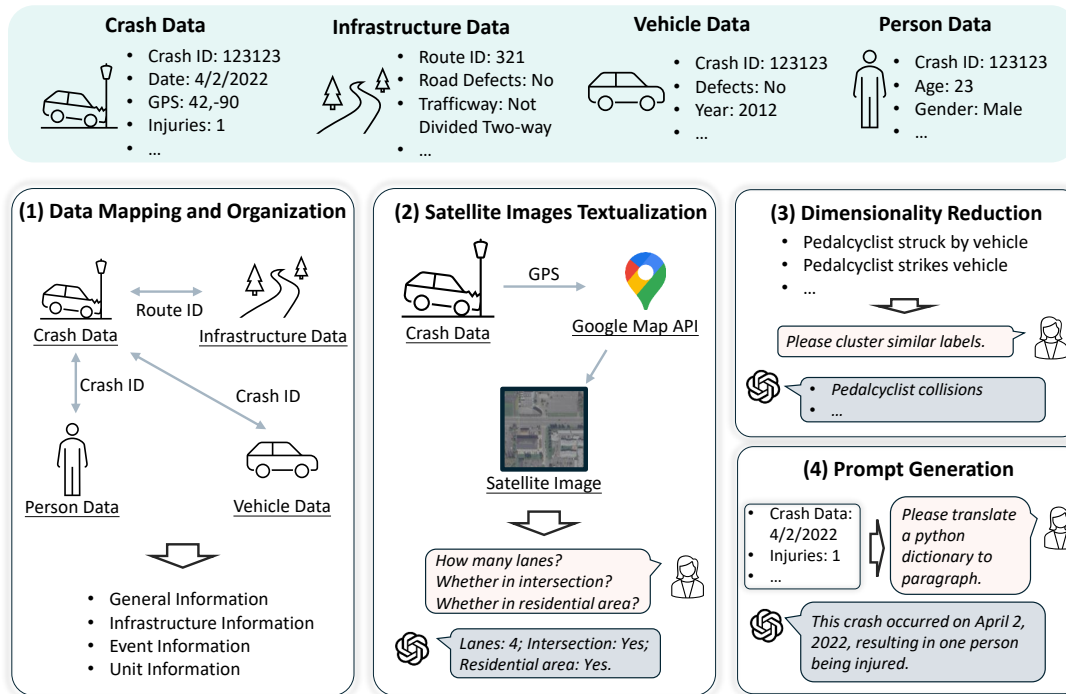 Crash Data
• Crash ID: 123123
• Date: 4/2/2022
• GPS: 42,-90
• Injuries: 1
• ...
Infrastructure Data
• Route ID: 321
• Road Defects: No
• Trafficway: Not
Divided Two-way
• ...
Vehicle Data
• Crash ID: 123123
• Defects: No
• Year: 2012
• ...
Person Data
• Crash ID: 123123
• Age: 23
• Gender: Male
• ...
(1) Data Mapping and Organization
Route ID
Crash Data
Infrastructure Data
Crash ID
Crash ID
Person Data
Vehicle Data
• General Information
• Infrastructure Information
• Event Information
• Unit Information
(2) Satellite Images Textualization
GPS
Crash Data
Google Map API
Satellite Image
How many lanes?
Whether in intersection?
Whether in residential area?
Lanes: 4; Intersection: Yes;
Residential area: Yes.
(3) Dimensionality Reduction
• Pedalcyclist struck by vehicle
• Pedalcyclist strikes vehicle
• ...
Please cluster similar labels.
• Pedalcyclist collisions
• ...
(4) Prompt Generation
• Crash Data:
4/2/2022
• Injuries: 1
• ...
Please translate
a python
dictionary to
paragraph.
This crash occurred on April 2,
2022, resulting in one person
being injured.